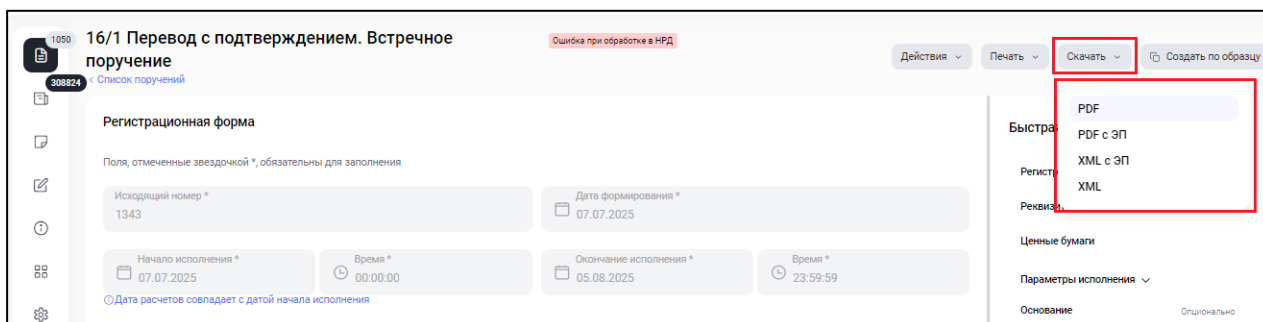 1050
16/1 Перевод с подтверждением. Встречное
поручение
Ошибка при обработке в НРД
Действия
Печать
Скачать
Создать по образцу
308824
< Список поручений
PDF
PDF с ЭП
XML с ЭП
XML
Регистрационная форма
Поля, отмеченные звездочкой *, обязательны для заполнения
Исходящий номер *
1343
Дата формирования *
07.07.2025
Начало исполнения *
07.07.2025
Время *
00:00:00
Окончание исполнения *
05.08.2025
Время *
23:59:59
Дата расчетов совпадает с датой начала исполнения
Быстра
Регистр
Реквизи
Ценные бумаги
Параметры исполнения
Основание
Опционально